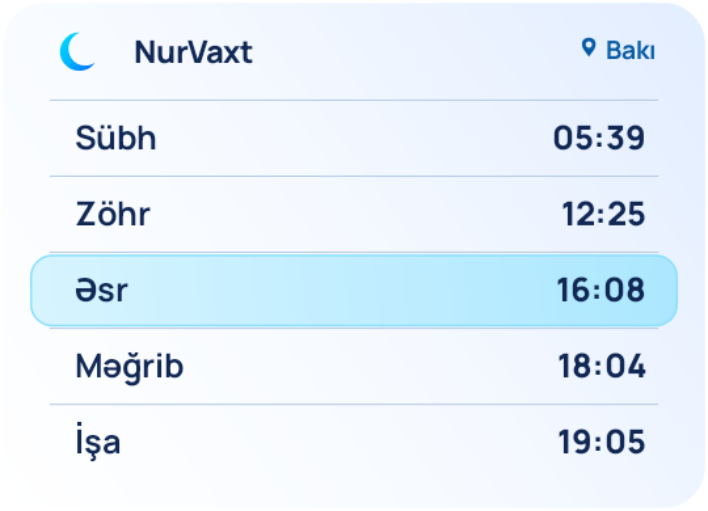 NurVaxt Bakı
Sübh 05:39
Zöhr 12:25
Əsr 16:08
Məğrib 18:04
İşa 19:05